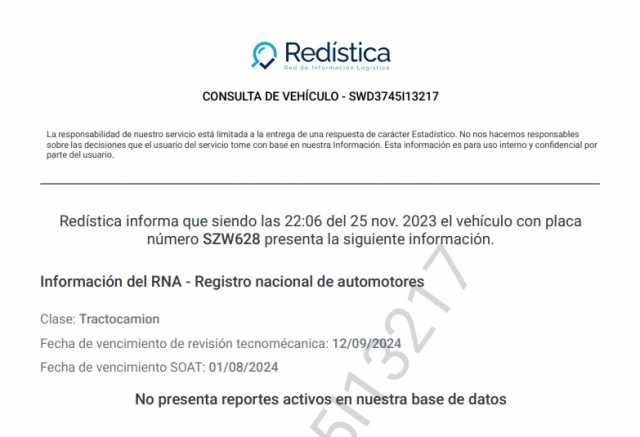 Redística
Red de Información Logística
CONSULTA DE VEHÍCULO - SWD3745I13217
La responsabilidad de nuestro servicio está limitada a la entrega de una respuesta de carácter Estadístico. No nos hacemos responsables
sobre las decisiones que el usuario del servicio tome con base en nuestra Información. Esta información es para uso interno y confidencial por
parte del usuario.
Redística informa que siendo las 22:06 del 25 nov. 2023 el vehículo con placa
número SZW628 presenta la siguiente información.
Información del RNA - Registro nacional de automotores
Clase: Tractocamion
Fecha de vencimiento de revisión tecnomécanica: 12/09/2024
Fecha de vencimiento SOAT: 01/08/2024
No presenta reportes activos en nuestra base de datos
5I13217